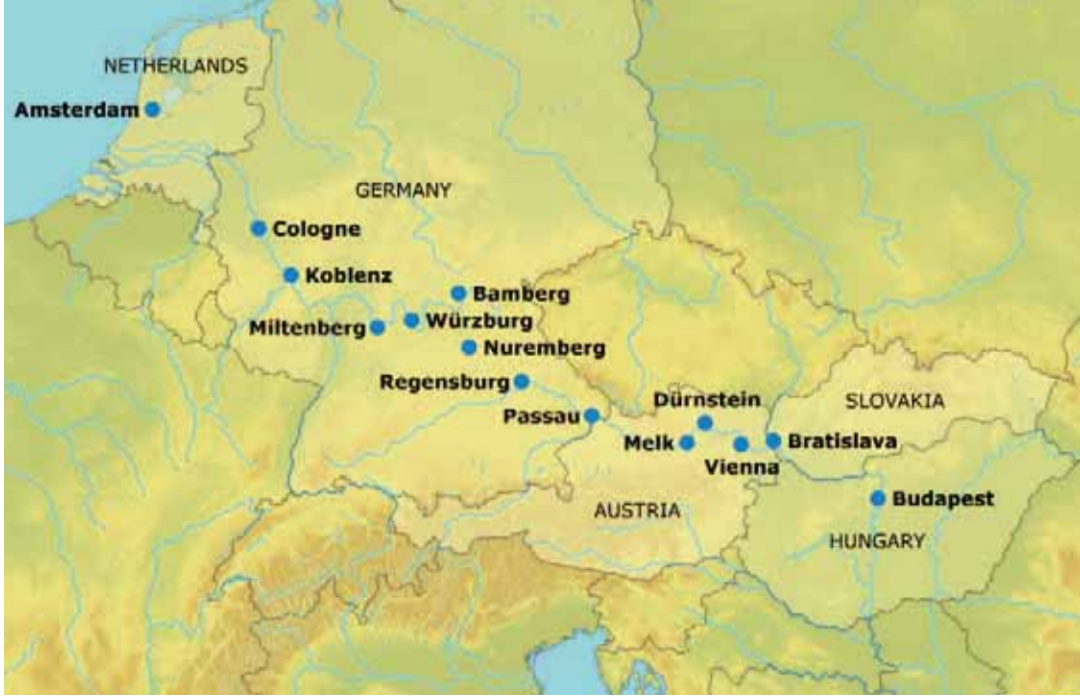 NETHERLANDS
Amsterdam
GERMANY
Cologne
Koblenz
Bamberg
Miltenberg
Würzburg
Nuremberg
Regensburg
Passau
Dürnstein
SLOVAKIA
Melk
Bratislava
Vienna
Budapest
AUSTRIA
HUNGARY